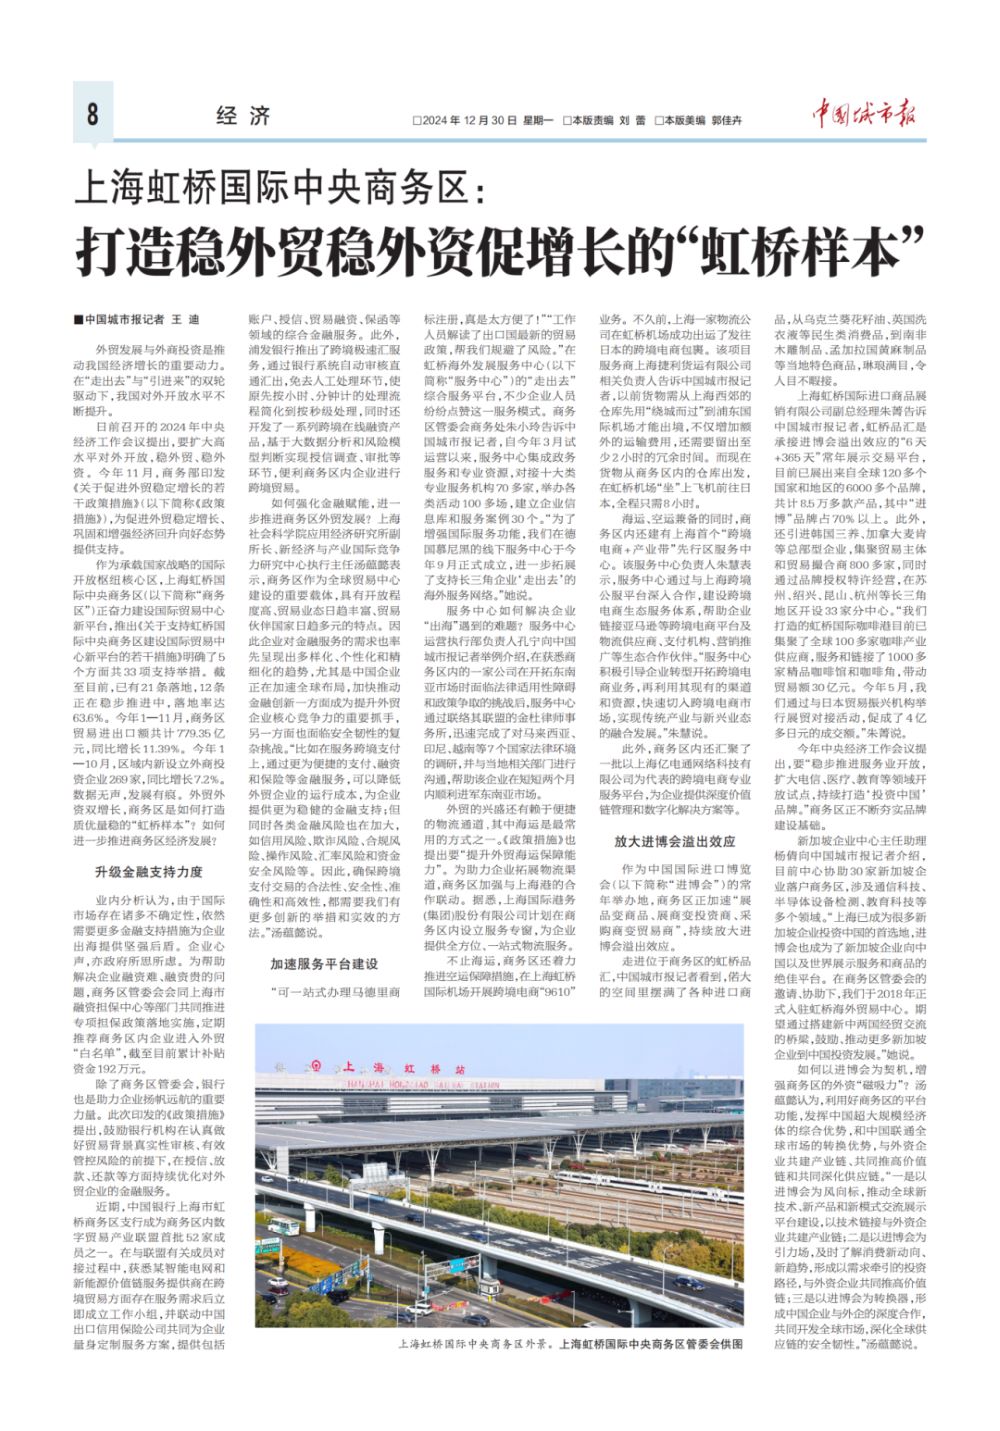 8
经济
□2024年12月30日 星期一 □本版责编 刘 蕾 □本版美编 郭佳卉
中国城市报
上海虹桥国际中央商务区：
打造稳外贸稳外资促增长的“虹桥样本”
■中国城市报记者 王 迪
外贸发展与外商投资是推
动我国经济增长的重要动力。
在“走出去”与“引进来”的双轮
驱动下，我国对外开放水平不
断提升。
日前召开的2024年中央
经济工作会议提出，要扩大高
水平对外开放，稳外贸、稳外
资。今年11月，商务部印发
《关于促进外贸稳定增长的若
干政策措施》（以下简称《政策
措施》），为促进外贸稳定增长、
巩固和增强经济回升向好态势
提供支持。
作为承载国家战略的国际
开放枢纽核心区，上海虹桥国
际中央商务区（以下简称“商务
区”）正奋力建设国际贸易中心
新平台，推出《关于支持虹桥国
际中央商务区建设国际贸易中
心新平台的若干措施》明确了5
个方面共33项支持举措。截
至目前，已有21条落地，12条
正在稳步推进中，落地率达
63.6%。今年1—11月，商务区
贸易进出口额共计779.35亿
元，同比增长11.39%。今年1
—10月，区域内新设立外商投
资企业269家，同比增长7.2%。
数据无声，发展有痕。外贸外
资双增长，商务区是如何打造
质优量稳的“虹桥样本”？如何
进一步推进商务区经济发展？
升级金融支持力度
业内分析认为，由于国际
市场存在诸多不确定性，依然
需要更多金融支持措施为企业
出海提供坚强后盾。企业心
声，亦政府所思所虑。为帮助
解决企业融资难、融资贵的问
题，商务区管委会会同上海市
融资担保中心等部门共同推进
专项担保政策落地实施，定期
推荐商务区内企业进入外贸
“白名单”，截至目前累计补贴
资金192万元。
除了商务区管委会，银行
也是助力企业扬帆远航的重要
力量。此次印发的《政策措施》
提出，鼓励银行机构在认真做
好贸易背景真实性审核、有效
管控风险的前提下，在授信、放
款、还款等方面持续优化对外
贸企业的金融服务。
近期，中国银行上海市虹
桥商务区支行成为商务区内数
字贸易产业联盟首批52家成
员之一。在与联盟有关成员对
接过程中，获悉某智能电网和
新能源价值链服务提供商在跨
境贸易方面存在服务需求后立
即成立工作小组，并联动中国
出口信用保险公司共同为企业
量身定制服务方案，提供包括
账户、授信、贸易融资、保函等
领域的综合金融服务。此外，
浦发银行推出了跨境极速汇服
务，通过银行系统自动审核直
通汇出，免去人工处理环节，使
原先按小时、分钟计的处理流
程简化到按秒级处理，同时还
开发了一系列跨境在线融资产
品，基于大数据分析和风险模
型判断实现授信调查、审批等
环节，便利商务区内企业进行
跨境贸易。
如何强化金融赋能，进一
步推进商务区外贸发展？上海
社会科学院应用经济研究所副
所长、新经济与产业国际竞争
力研究中心执行主任汤蕴懿表
示，商务区作为全球贸易中心
建设的重要载体，具有开放程
度高、贸易业态日趋丰富、贸易
伙伴国家日趋多元的特点。因
此企业对金融服务的需求也率
先呈现出多样化、个性化和精
细化的趋势，尤其是中国企业
正在加速全球布局，加快推动
金融创新一方面成为提升外贸
企业核心竞争力的重要抓手，
另一方面也面临安全韧性的复
杂挑战。“比如在服务跨境支付
上，通过更为便捷的支付、融资
和保险等金融服务，可以降低
外贸企业的运行成本，为企业
提供更为稳健的金融支持；但
同时各类金融风险也在加大，
如信用风险、欺诈风险、合规风
险、操作风险、汇率风险和资金
安全风险等。因此，确保跨境
支付交易的合法性、安全性、准
确性和高效性，都需要我们有
更多创新的举措和实效的方
法。”汤蕴懿说。
加速服务平台建设
“可一站式办理马德里商
标注册，真是太方便了！”“工作
人员解读了出口国最新的贸易
政策，帮我们规避了风险。”在
虹桥海外发展服务中心（以下
简称“服务中心”）的“走出去”
综合服务平台，不少企业人员
纷纷点赞这一服务模式。商务
区管委会商务处朱小玲告诉中
国城市报记者，自今年3月试
运营以来，服务中心集成政务
服务和专业资源，对接十大类
专业服务机构70多家，举办各
类活动100多场，建立企业信
息库和服务案例30个。“为了
增强国际服务功能，我们在德
国慕尼黑的线下服务中心于今
年9月正式成立，进一步拓展
了支持长三角企业‘走出去’的
海外服务网络。”她说。
服务中心如何解决企业
“出海”遇到的难题？服务中心
运营执行部负责人孔宁向中国
城市报记者举例介绍，在获悉商
务区内的一家公司在开拓东南
亚市场时面临法律适用性障碍
和政策争取的挑战后，服务中心
通过联络其联盟的金杜律师事
务所，迅速完成了对马来西亚、
印尼、越南等7个国家法律环境
的调研，并与当地相关部门进行
沟通，帮助该企业在短短两个月
内顺利进军东南亚市场。
外贸的兴盛还有赖于便捷
的物流通道，其中海运是最常
用的方式之一。《政策措施》也
提出要“提升外贸海运保障能
力”。为助力企业拓展物流渠
道，商务区加强与上海港的合
作联动。据悉，上海国际港务
（集团）股份有限公司计划在商
务区内设立服务专窗，为企业
提供全方位、一站式物流服务。
不止海运，商务区还着力
推进空运保障措施，在上海虹桥
国际机场开展跨境电商“9610”
业务。不久前，上海一家物流公
司在虹桥机场成功出运了发往
日本的跨境电商包裹。该项目
服务商上海捷利货运有限公司
相关负责人告诉中国城市报记
者，以前货物需从上海西郊的
仓库先用“绕城而过”到浦东国
际机场才能出境，不仅增加额
外的运输费用，还需要留出至
少2小时的冗余时间。而现在
货物从商务区内的仓库出发，
在虹桥机场“坐”上飞机前往日
本，全程只需8小时。
海运、空运兼备的同时，商
务区内还建有上海首个“跨境
电商+产业带”先行区服务中
心。该服务中心负责人朱慧表
示，服务中心通过与上海跨境
公服平台深入合作，建设跨境
电商生态服务体系，帮助企业
链接亚马逊等跨境电商平台及
物流供应商、支付机构、营销推
广等生态合作伙伴。“服务中心
积极引导企业转型开拓跨境电
商业务，再利用其现有的渠道
和资源，快速切入跨境电商市
场，实现传统产业与新兴业态
的融合发展。”朱慧说。
此外，商务区内还汇聚了
一批以上海亿电通网络科技有
限公司为代表的跨境电商专业
服务平台，为企业提供深度价值
链管理和数字化解决方案等。
放大进博会溢出效应
作为中国国际进口博览
会（以下简称“进博会”）的常
年举办地，商务区正加速“展
品变商品、展商变投资商、采
购商变贸易商”，持续放大进
博会溢出效应。
走进位于商务区的虹桥品
汇，中国城市报记者看到，偌大
的空间里摆满了各种进口商
品，从乌克兰葵花籽油、英国洗
衣液等民生类消费品，到南非
木雕制品、孟加拉国黄麻制品
等当地特色商品，琳琅满目，令
人目不暇接。
上海虹桥国际进口商品展
销有限公司副总经理朱菁告诉
中国城市报记者，虹桥品汇是
承接进博会溢出效应的“6天
+365天”常年展示交易平台，
目前已展出来自全球120多个
国家和地区的6000多个品牌，
共计8.5万多款产品，其中“进
博”品牌占70%以上。此外，
还引进韩国三养、加拿大麦肯
等总部型企业，集聚贸易主体
和贸易撮合商800多家，同时
通过品牌授权特许经营，在苏
州、绍兴、昆山、杭州等长三角
地区开设33家分中心。“我们
打造的虹桥国际咖啡港目前已
集聚了全球100多家咖啡产业
供应商，服务和链接了1000多
家精品咖啡馆和咖啡角，带动
贸易额30亿元。今年5月，我
们通过与日本贸易振兴机构举
行展贸对接活动，促成了4亿
多日元的成交额。”朱菁说。
今年中央经济工作会议提
出，要“稳步推进服务业开放，
扩大电信、医疗、教育等领域开
放试点，持续打造‘投资中国’
品牌。”商务区正不断夯实品牌
建设基础。
新加坡企业中心主任助理
杨倩向中国城市报记者介绍，
目前中心协助30家新加坡企
业落户商务区，涉及通信科技、
半导体设备检测、教育科技等
多个领域。“上海已成为很多新
加坡企业投资中国的首选地，进
博会也成为了新加坡企业向中
国以及世界展示服务和商品的
绝佳平台。在商务区管委会的
邀请、协助下，我们于2018年正
式入驻虹桥海外贸易中心。期
望通过搭建新中两国经贸交流
的桥梁，鼓励、推动更多新加坡
企业到中国投资发展。”她说。
如何以进博会为契机，增
强商务区的外资“磁吸力”？汤
蕴懿认为，利用好商务区的平台
功能，发挥中国超大规模经济
体的综合优势，和中国联通全
球市场的转换优势，与外资企
业共建产业链、共同推高价值
链和共同深化供应链。“一是以
进博会为风向标，推动全球新
技术、新产品和新模式交流展示
平台建设，以技术链接与外资企
业共建产业链；二是以进博会为
引力场，及时了解消费新动向、
新趋势，形成以需求牵引的投资
路径，与外资企业共同推高价值
链；三是以进博会为转换器，形
成中国企业与外企的深度合作，
共同开发全球市场，深化全球供
应链的安全韧性。”汤蕴懿说。
上海虹桥站
SHANGHAI HONGQIAO RAILWAY STATION
上海虹桥国际中央商务区外景。上海虹桥国际中央商务区管委会供图